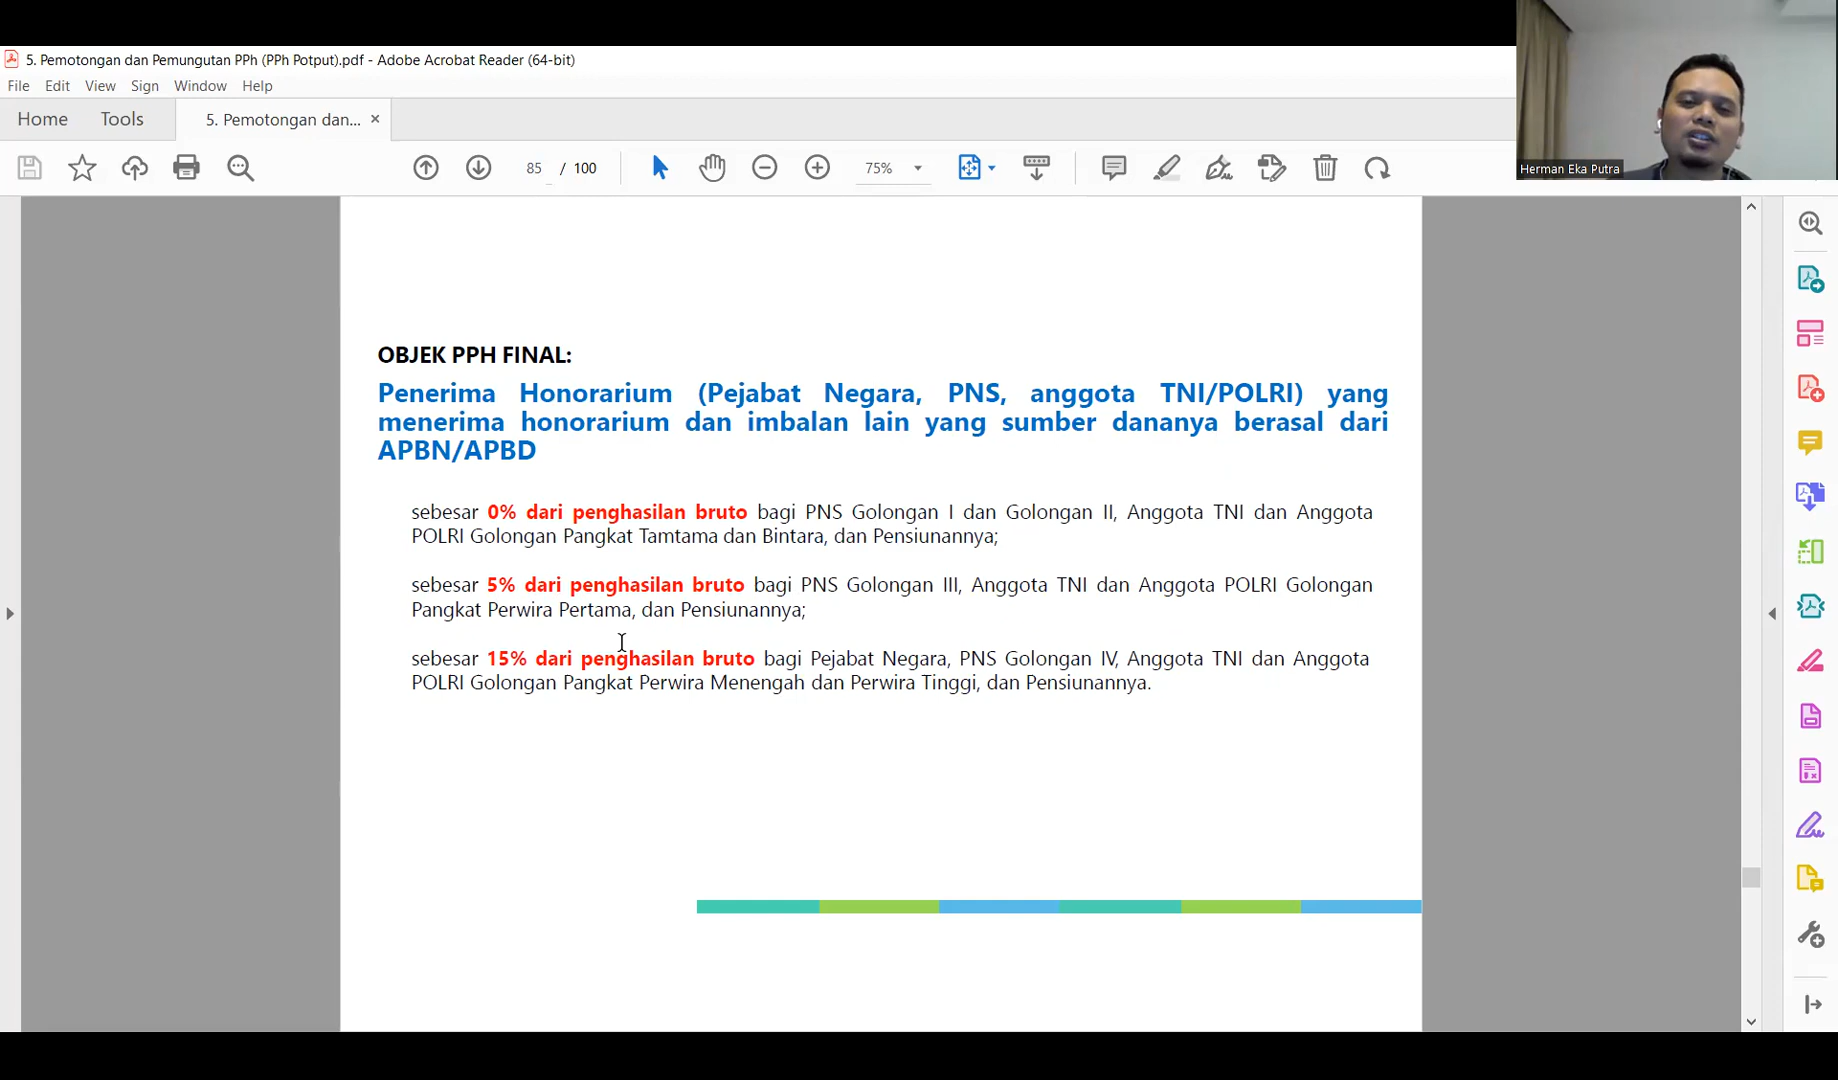 5. Pemotongan dan Pemungutan PPh (PPh Potput).pdf - Adobe Acrobat Reader (64-bit)
File Edit View Sign Window Help
Home Tools 5. Pemotongan dan...
85 / 100 75%
Herman Eka Putra
OBJEK PPH FINAL:
Penerima Honorarium (Pejabat Negara, PNS, anggota TNI/POLRI) yang
menerima honorarium dan imbalan lain yang sumber dananya berasal dari
APBN/APBD
sebesar 0% dari penghasilan bruto bagi PNS Golongan I dan Golongan II, Anggota TNI dan Anggota
POLRI Golongan Pangkat Tamtama dan Bintara, dan Pensiunannya;
sebesar 5% dari penghasilan bruto bagi PNS Golongan III, Anggota TNI dan Anggota POLRI Golongan
Pangkat Perwira Pertama, dan Pensiunannya;
sebesar 15% dari penghasilan bruto bagi Pejabat Negara, PNS Golongan IV, Anggota TNI dan Anggota
POLRI Golongan Pangkat Perwira Menengah dan Perwira Tinggi, dan Pensiunannya.